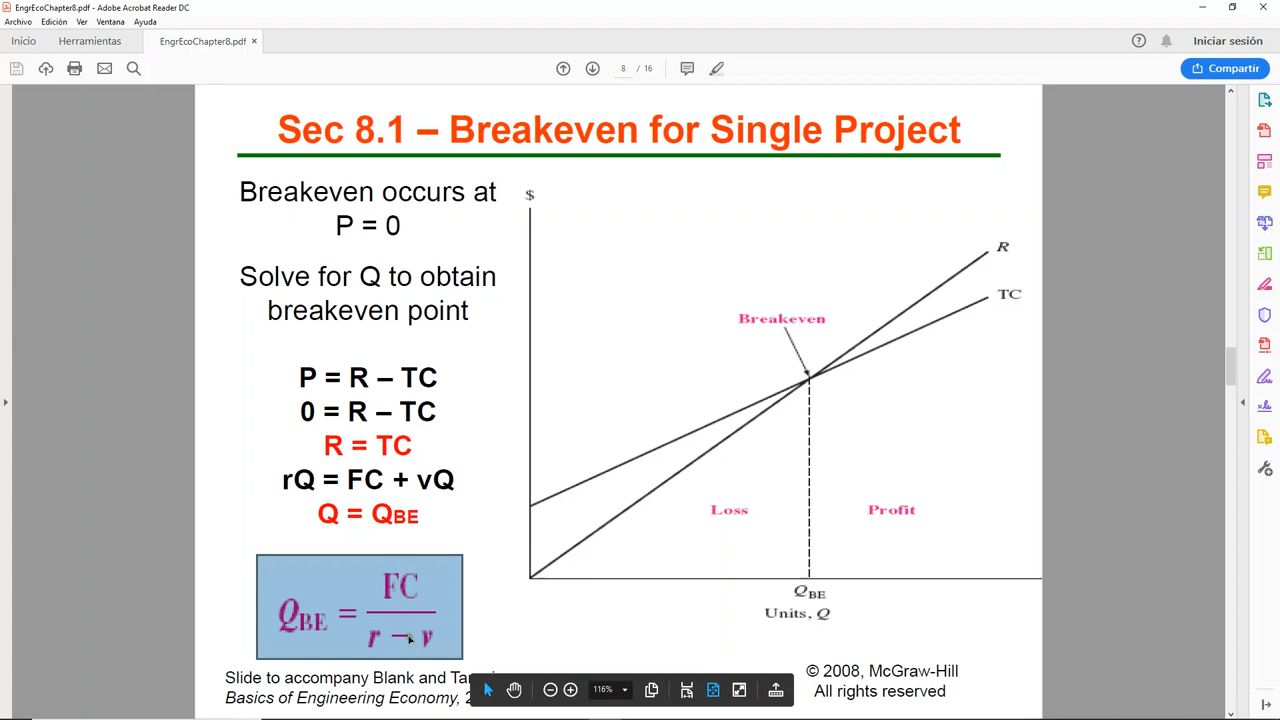 EngrEcoChapter8.pdf - Adobe Acrobat Reader DC
Archivo Edición Ver Ventana Ayuda
Inicio Herramientas EngrEcoChapter8.pdf × Iniciar sesión
8 / 16 Compartir
Sec 8.1 – Breakeven for Single Project
Breakeven occurs at
P = 0
Solve for Q to obtain
breakeven point
P = R – TC
0 = R – TC
R = TC
rQ = FC + vQ
Q = QBE
QBE = FC
r − v
$
R
TC
Breakeven
Loss Profit
QBE
Units, Q
Slide to accompany Blank and
Basics of Engineering Economy,
© 2008, McGraw-Hill
All rights reserved
116%